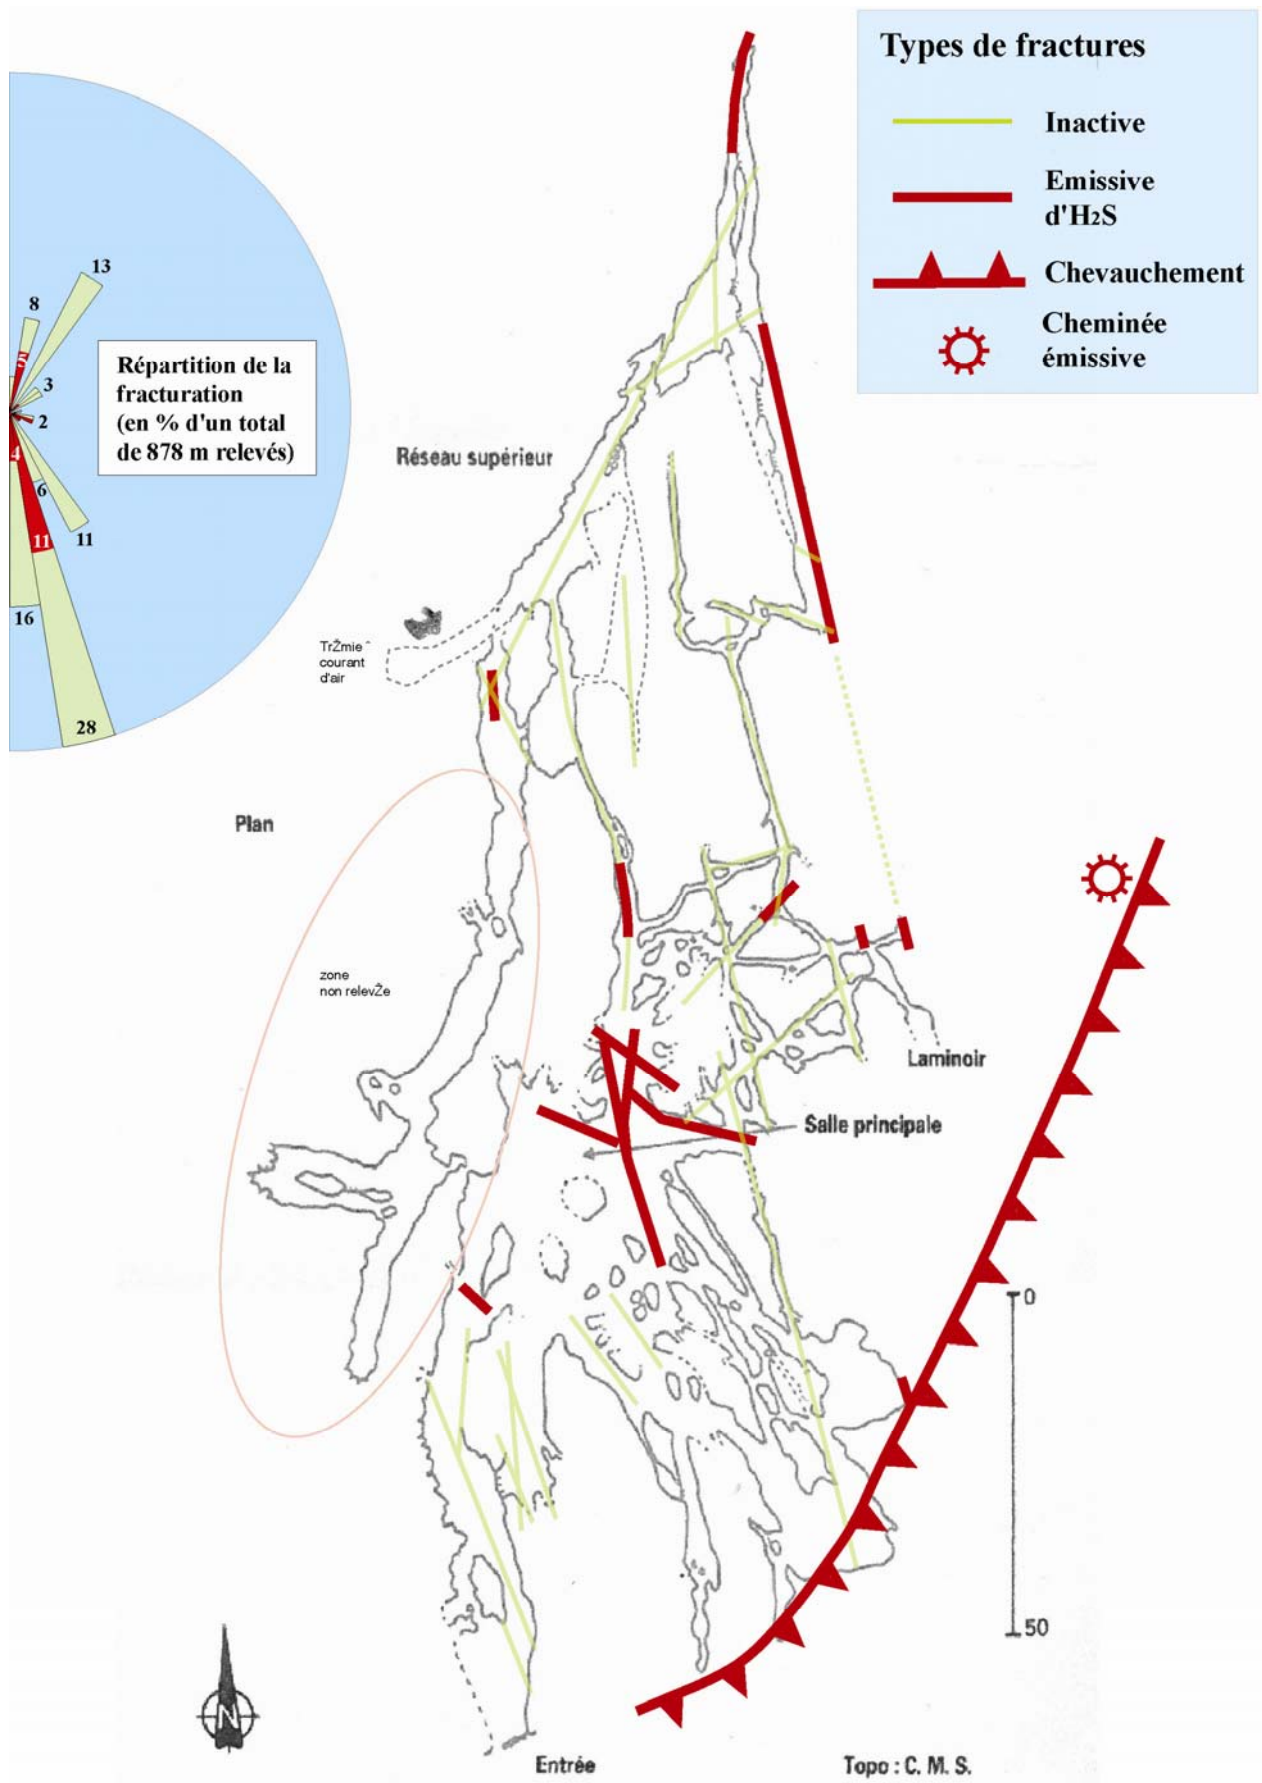 Types de fractures
Inactive
Emissive
d'H2S
Chevauchement
Cheminée
émissive
13
8
5
3
2
4
6
11
11
16
28
Répartition de la
fracturation
(en % d'un total
de 878 m relevés)
Réseau supérieur
TrŽmie ˆ
courant
d'air
Plan
zone
non relevŽe
Laminoir
Salle principale
0
50
N
Entrée
Topo : C. M. S.